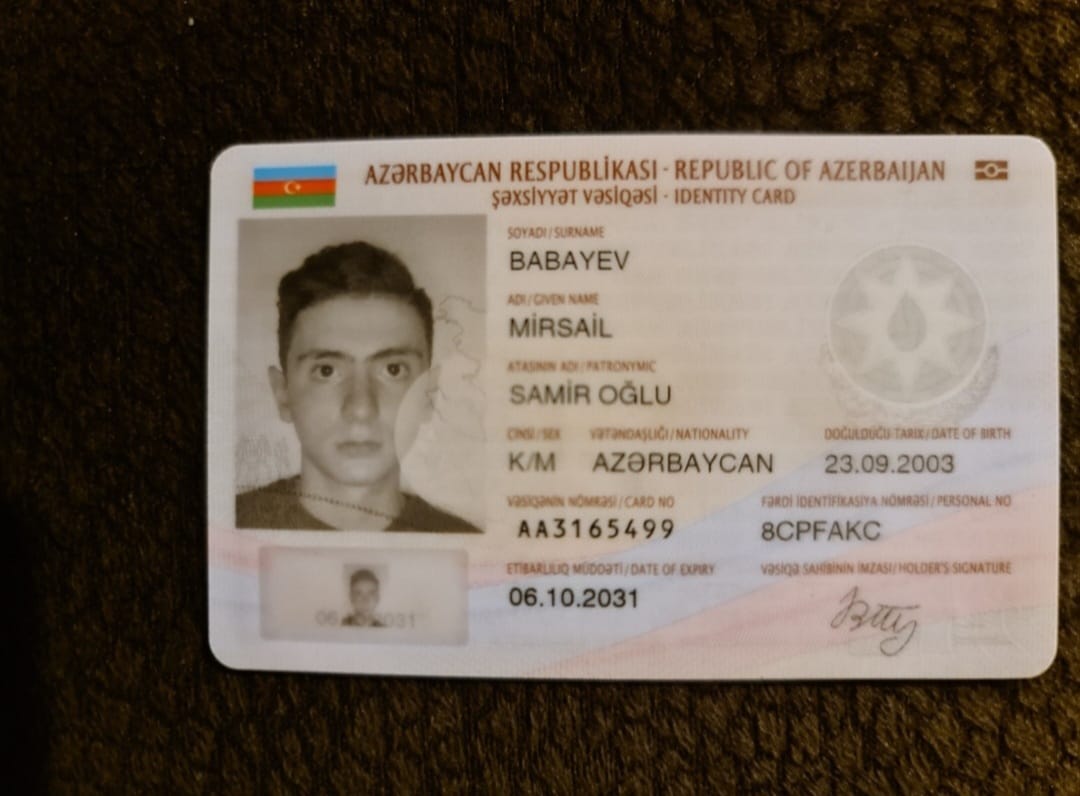 AZƏRBAYCAN RESPUBLİKASI - REPUBLIC OF AZERBAIJAN
ŞƏXSİYYƏT VƏSİQƏSİ - IDENTITY CARD
SOYADI/SURNAME
BABAYEV
ADI/GIVEN NAME
MİRSAİL
ATASININ ADI/PATRONYMIC
SAMİR OĞLU
CİNSİ/SEX VƏTƏNDAŞLIĞI/NATIONALITY DOĞULDUĞU TARİX/DATE OF BIRTH
K/M AZƏRBAYCAN 23.09.2003
VƏSİQƏNİN NÖMRƏSİ/CARD NO FƏRDİ İDENTİFİKASİYA NÖMRƏSİ/PERSONAL NO
AA3165499 8CPFAKC
ETİBARLILIQ MÜDDƏTİ/DATE OF EXPIRY VƏSİQƏ SAHİBİNİN İMZASI/HOLDER'S SIGNATURE
06.10.2031
06.10.2031